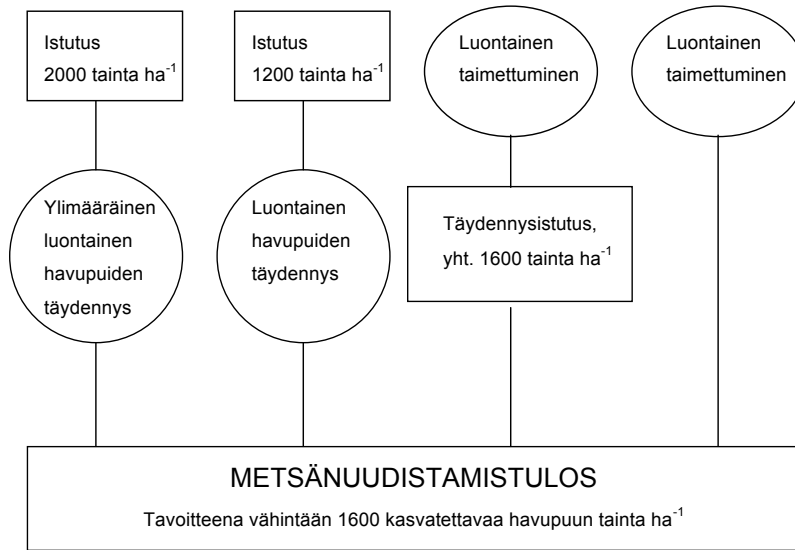 Istutus
2000 tainta ha⁻¹
Istutus
1200 tainta ha⁻¹
Luontainen
taimettuminen
Luontainen
taimettuminen
Ylimääräinen
luontainen
havupuiden
täydennys
Luontainen
havupuiden
täydennys
Täydennysistutus,
yht. 1600 tainta ha⁻¹
METSÄNUUDISTAMISTULOS
Tavoitteena vähintään 1600 kasvatettavaa havupuun tainta ha⁻¹